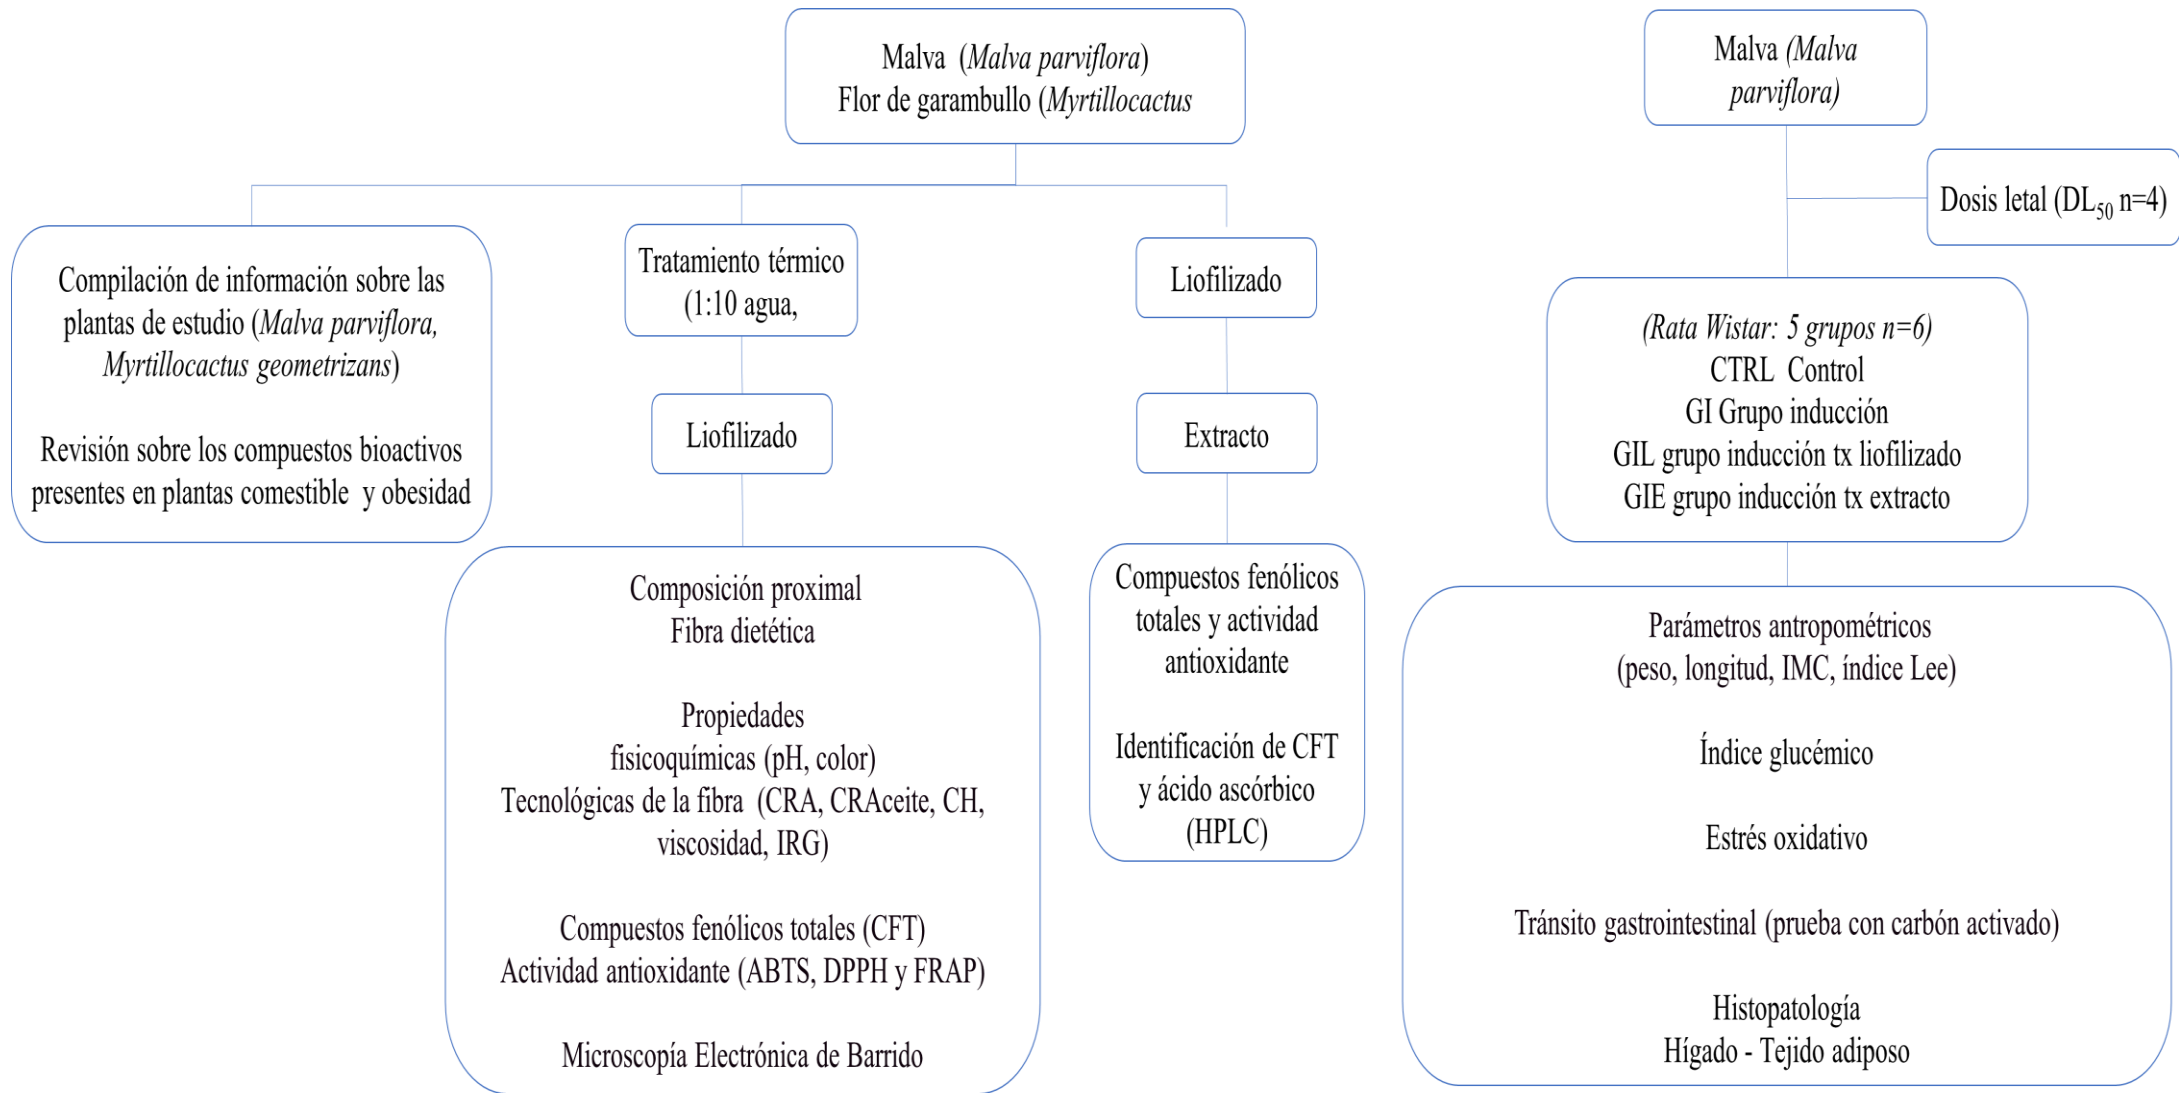 Malva (Malva parviflora)
Flor de garambullo (Myrtillocactus
Compilación de información sobre las
plantas de estudio (Malva parviflora,
Myrtillocactus geometrizans)
Revisión sobre los compuestos bioactivos
presentes en plantas comestible y obesidad
Tratamiento térmico
(1:10 agua,
Liofilizado
Composición proximal
Fibra dietética
Propiedades
fisicoquímicas (pH, color)
Tecnológicas de la fibra (CRA, CRAceite, CH,
viscosidad, IRG)
Compuestos fenólicos totales (CFT)
Actividad antioxidante (ABTS, DPPH y FRAP)
Microscopía Electrónica de Barrido
Liofilizado
Extracto
Compuestos fenólicos
totales y actividad
antioxidante
Identificación de CFT
y ácido ascórbico
(HPLC)
Malva (Malva
parviflora)
Dosis letal (DL50 n=4)
(Rata Wistar: 5 grupos n=6)
CTRL Control
GI Grupo inducción
GIL grupo inducción tx liofilizado
GIE grupo inducción tx extracto
Parámetros antropométricos
(peso, longitud, IMC, índice Lee)
Índice glucémico
Estrés oxidativo
Tránsito gastrointestinal (prueba con carbón activado)
Histopatología
Hígado - Tejido adiposo